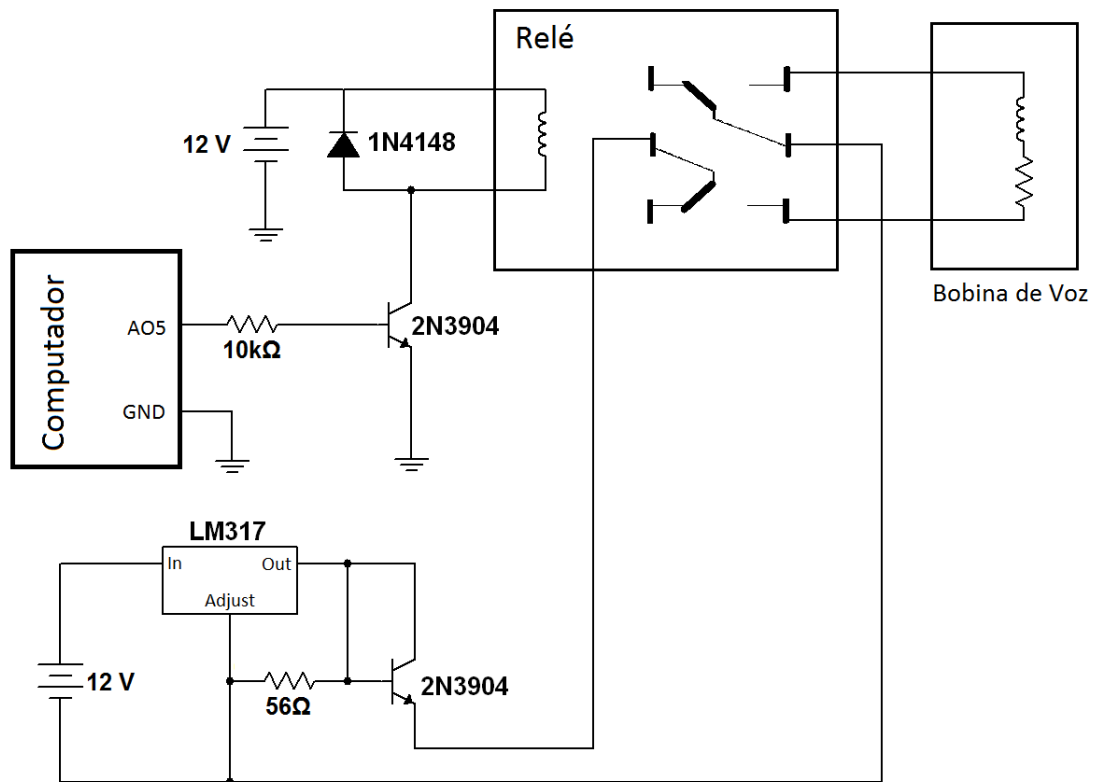 Relé
12 V
1N4148
Bobina de Voz
Computador
AO5
10kΩ
2N3904
GND
LM317
In
Out
Adjust
12 V
56Ω
2N3904